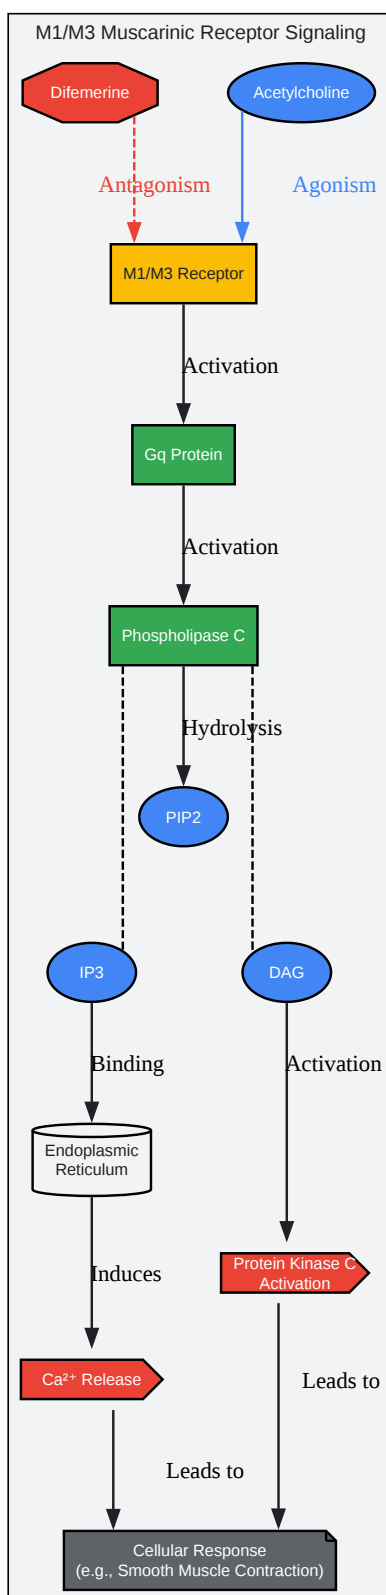 M1/M3 Muscarinic Receptor Signaling
Difemerine
Acetylcholine
Antagonism
Agonism
M1/M3 Receptor
Activation
Gq Protein
Activation
Phospholipase C
Hydrolysis
PIP2
IP3
DAG
Binding
Activation
Endoplasmic
Reticulum
Protein Kinase C
Activation
Induces
Ca²⁺ Release
Leads to
Leads to
Cellular Response
(e.g., Smooth Muscle Contraction)